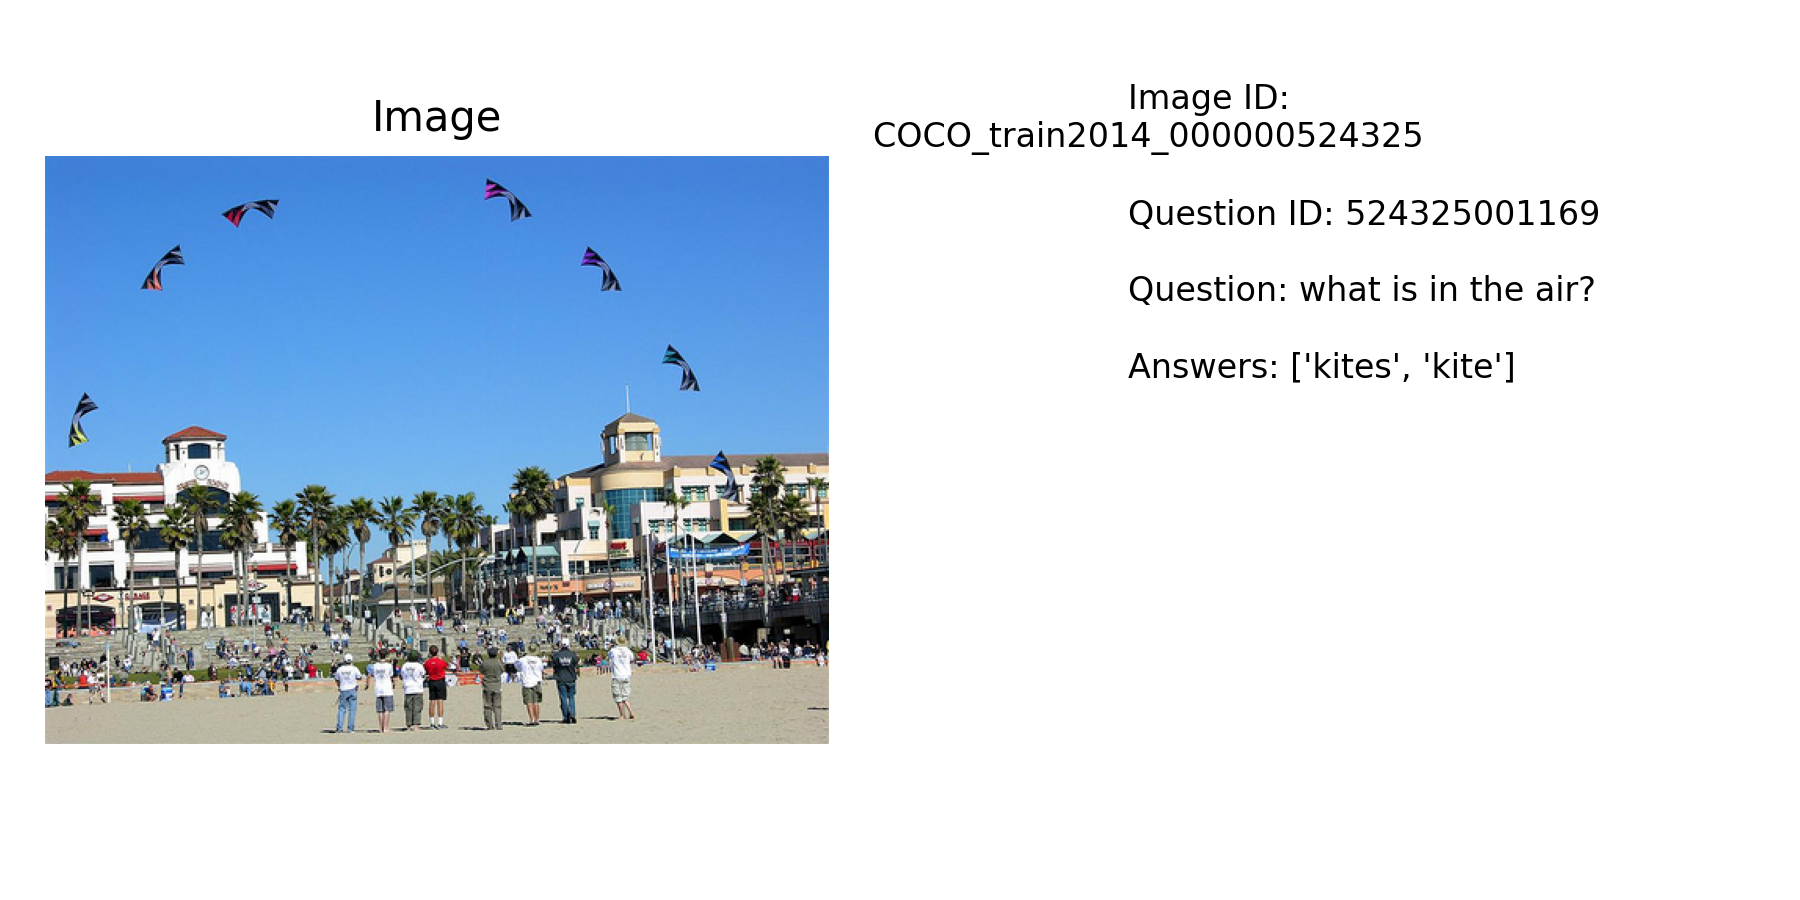 Image
Image ID:
COCO_train2014_000000524325
Question ID: 524325001169
Question: what is in the air?
Answers: ['kites', 'kite']